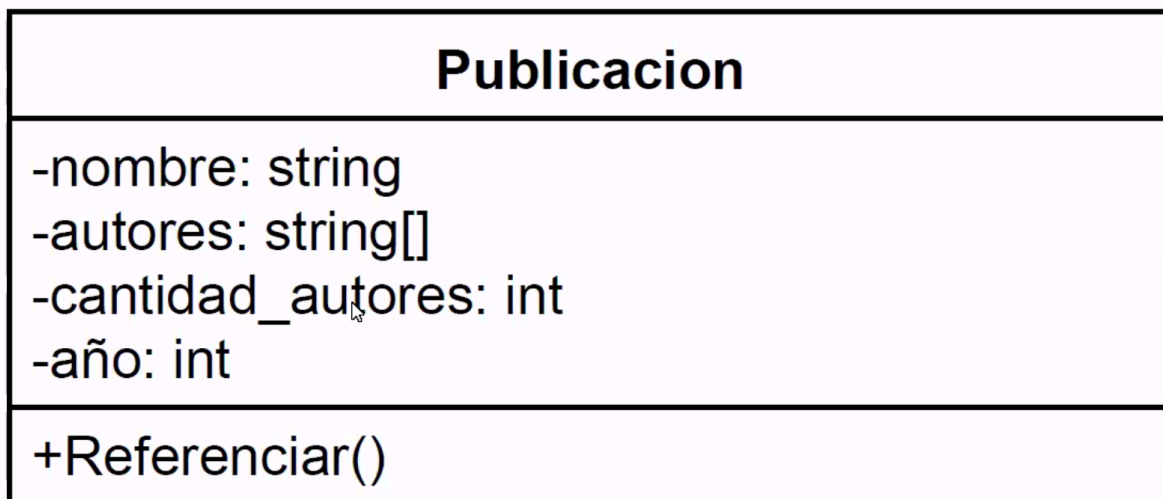 Publicacion
-nombre: string
-autores: string[]
-cantidad_autores: int
-año: int
+Referenciar()